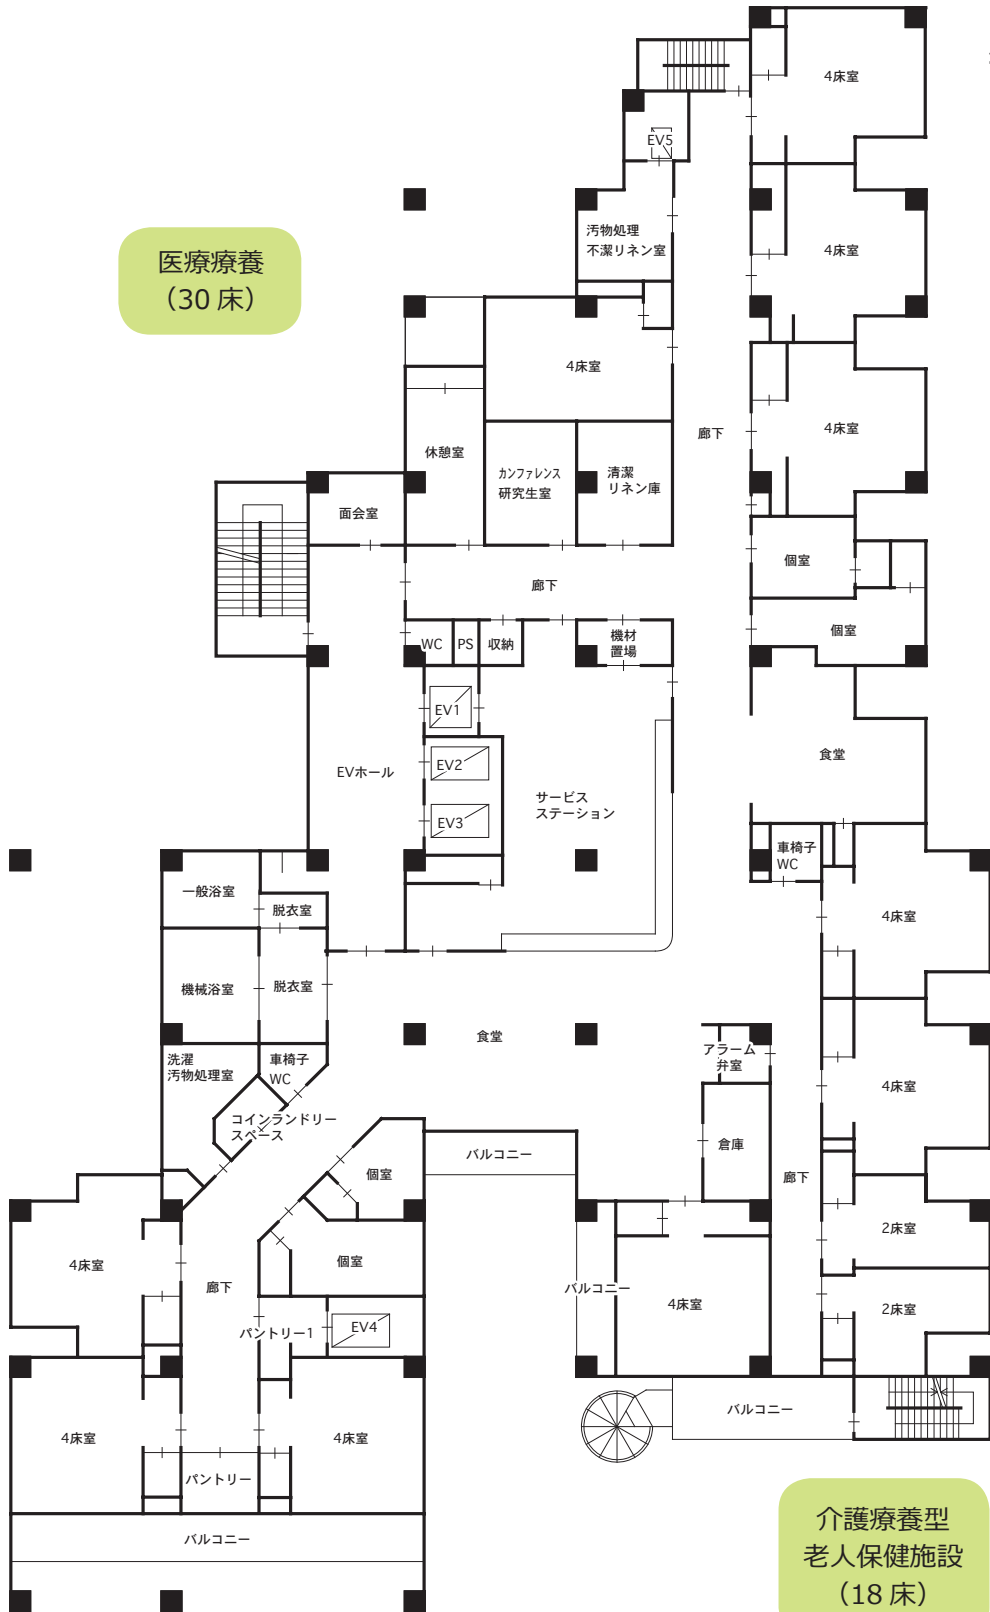 4床室
EV5
汚物処理
不潔リネン室
4床室
医療療養
（30 床）
4床室
休憩室
カンファレンス
研究生室
清潔
リネン庫
廊下
4床室
面会室
個室
廊下
個室
WC
PS
収納
機材
置場
EV1
EV2
EV3
EVホール
サービス
ステーション
食堂
車椅子
WC
一般浴室
脱衣室
4床室
機械浴室
脱衣室
食堂
アラーム
弁室
4床室
洗濯
汚物処理室
車椅子
WC
コインランドリー
スペース
倉庫
バルコニー
個室
廊下
2床室
4床室
個室
廊下
バルコニー
4床室
2床室
パントリー1
EV4
バルコニー
4床室
4床室
パントリー
バルコニー
介護療養型
老人保健施設
（18 床）